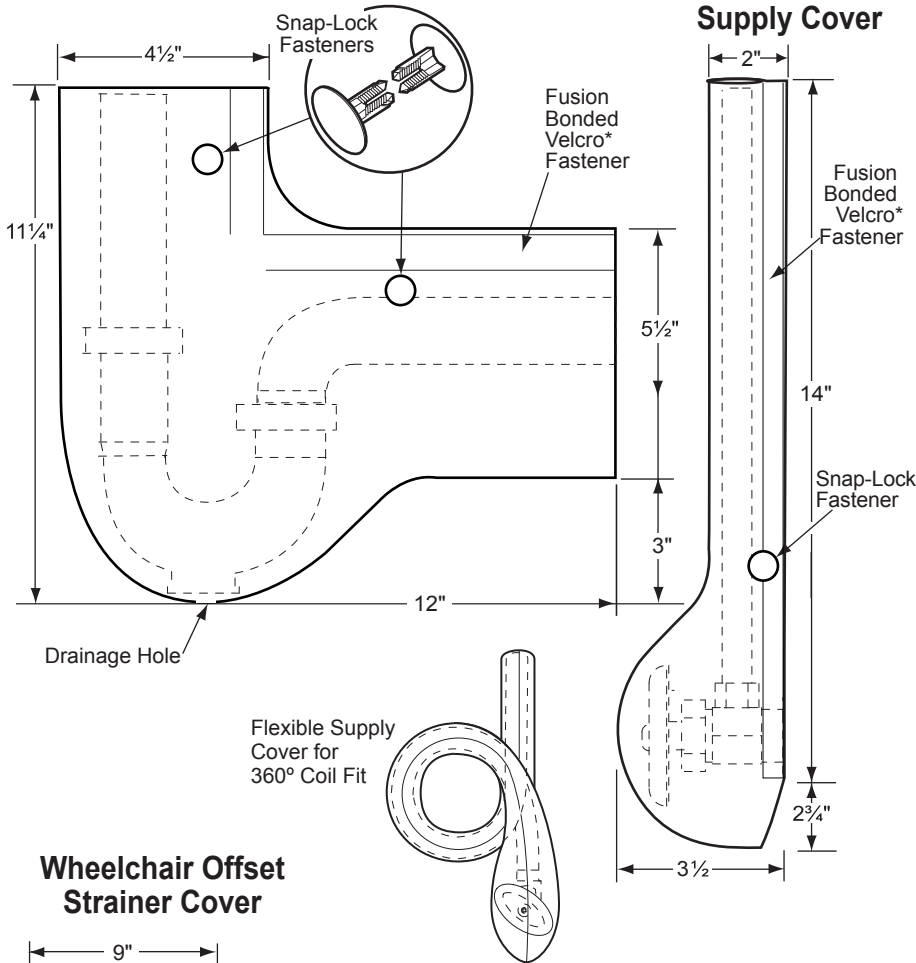 Supply Cover
4½"
Snap-Lock
Fasteners
2"
Fusion
Bonded
Velcro*
Fastener
Fusion
Bonded
Velcro*
Fastener
11¼"
5½"
14"
Snap-Lock
Fastener
3"
12"
Drainage Hole
Flexible Supply
Cover for
360º Coil Fit
2¾"
3½
Wheelchair Offset
Strainer Cover
9"